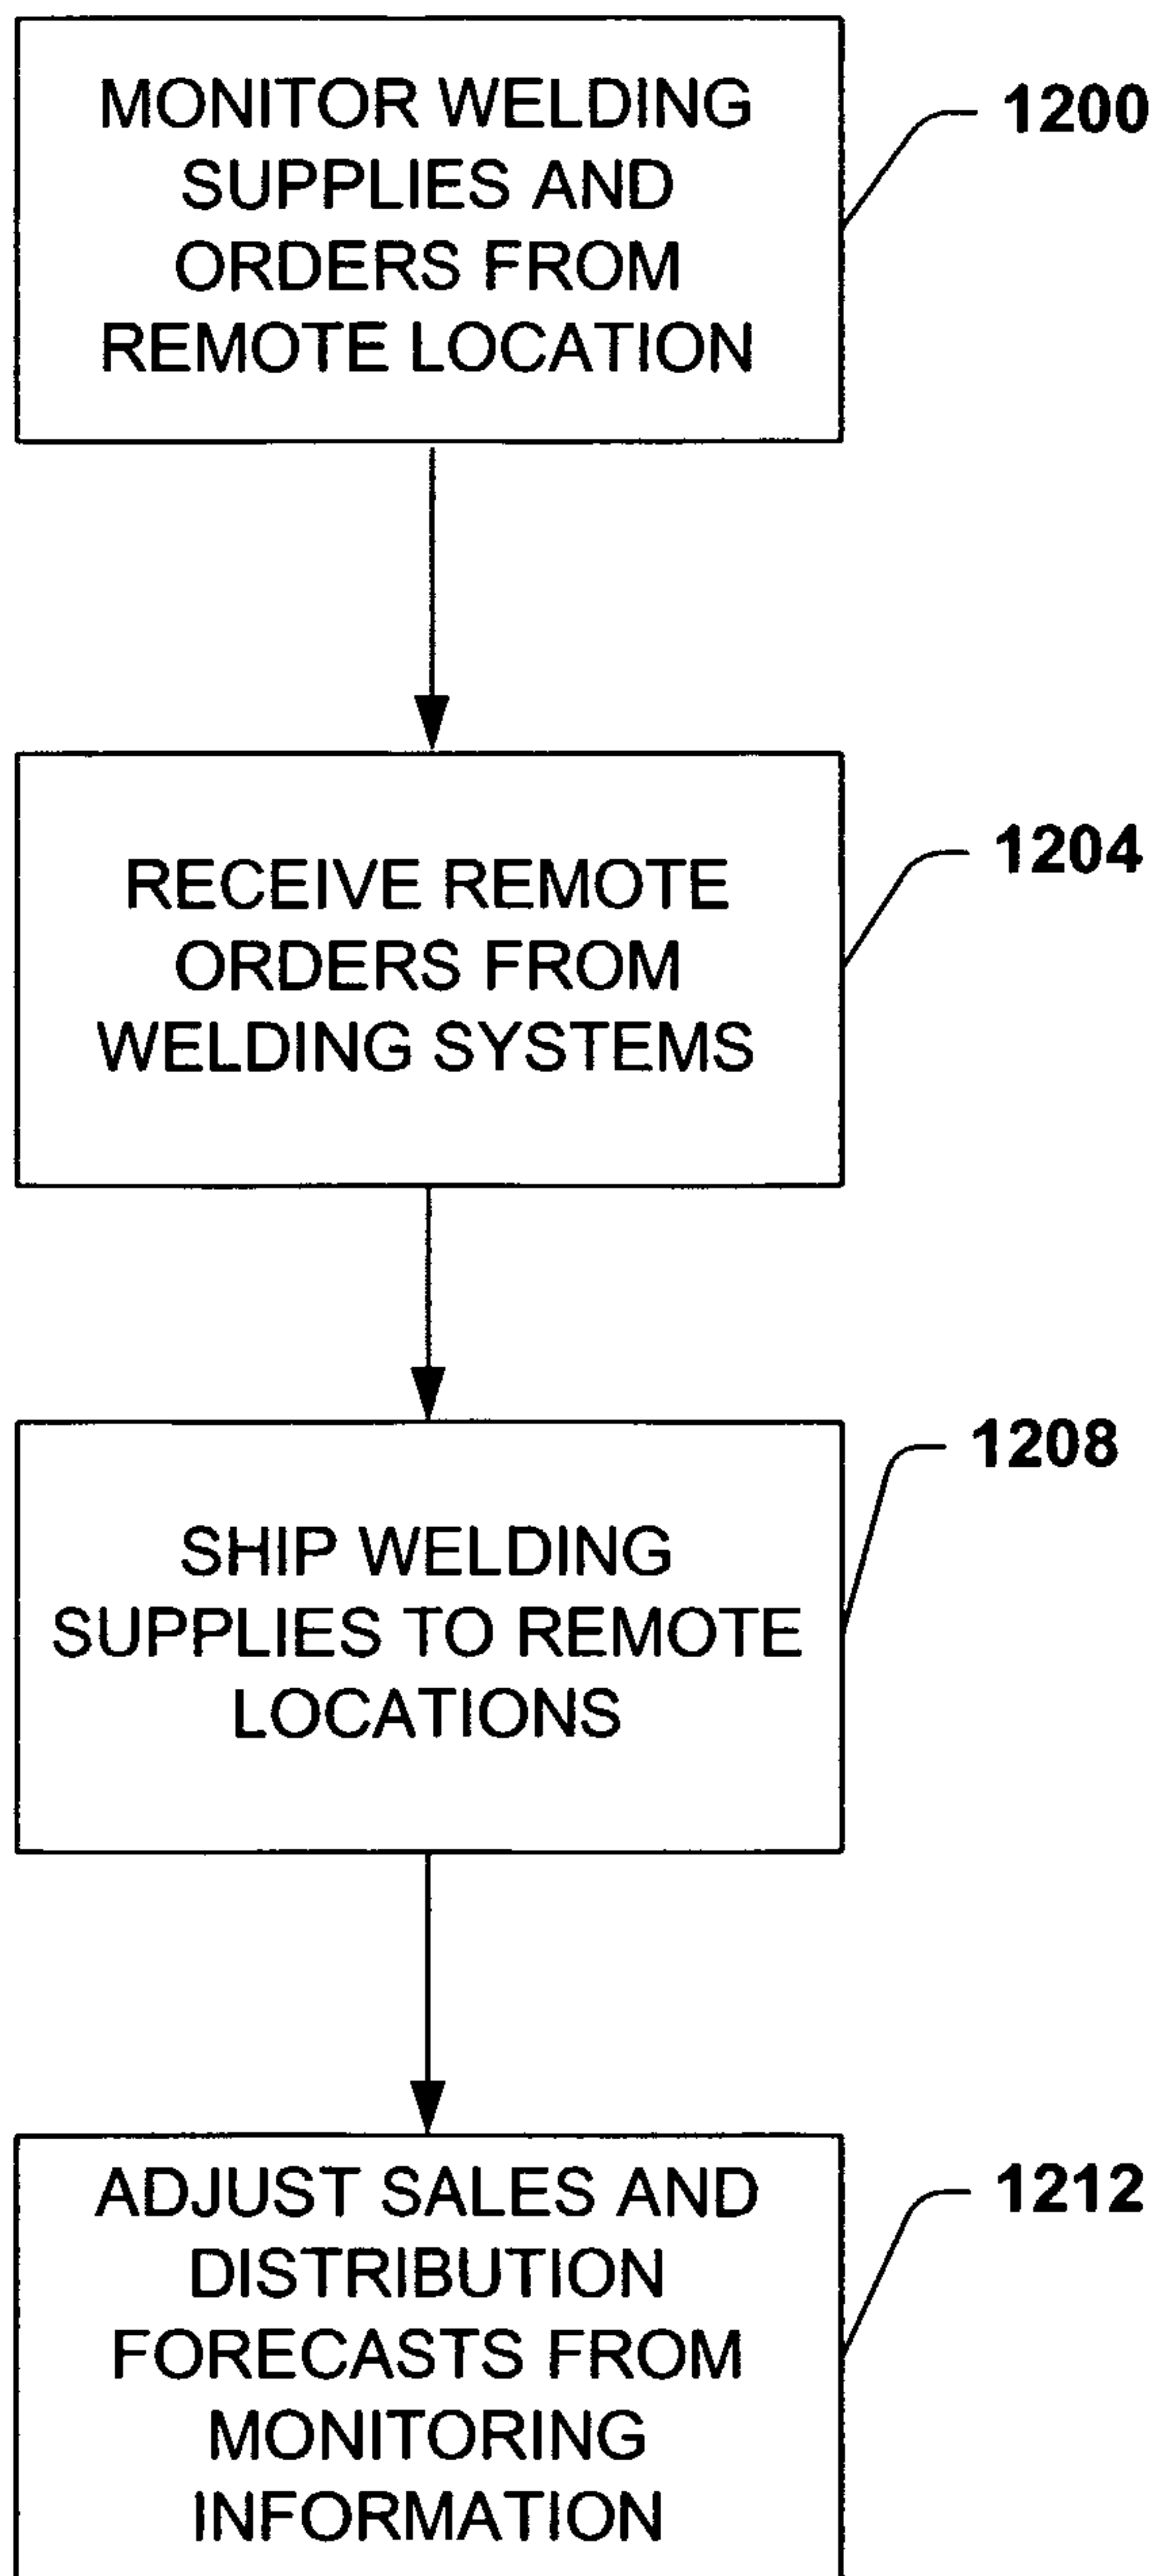 MONITOR WELDING
SUPPLIES AND
ORDERS FROM
REMOTE LOCATION
1200
RECEIVE REMOTE
ORDERS FROM
WELDING SYSTEMS
1204
SHIP WELDING
SUPPLIES TO REMOTE
LOCATIONS
1208
ADJUST SALES AND
DISTRIBUTION
FORECASTS FROM
MONITORING
INFORMATION
1212